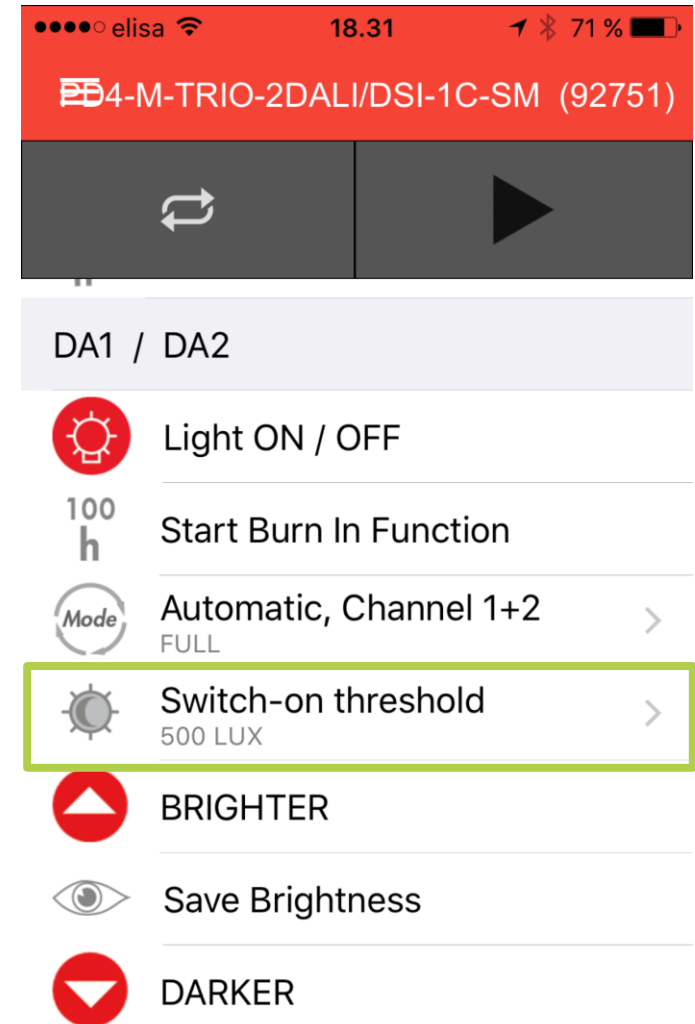 elisa 18.31 71 %
PD4-M-TRIO-2DALI/DSI-1C-SM (92751)
h
DA1 / DA2
Light ON / OFF
100
h
Start Burn In Function
Mode
Automatic, Channel 1+2
FULL
Switch-on threshold
500 LUX
BRIGHTER
Save Brightness
DARKER